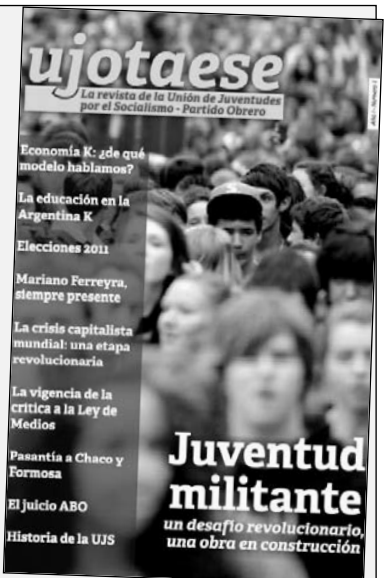 ujotaese
La revista de la Unión de Juventudes
por el Socialismo - Partido Obrero
Economía K: ¿de qué
modelo hablamos?
La educación en la
Argentina K
Elecciones 2011
Mariano Ferreyra,
siempre presente
La crisis capitalista
mundial: una etapa
revolucionaria
La vigencia de la
crítica a la Ley de
Medios
Pasantía a Chaco y
Formosa
El juicio ABO
Historia de la UJS
Juventud
militante
un desafío revolucionario,
una obra en construcción